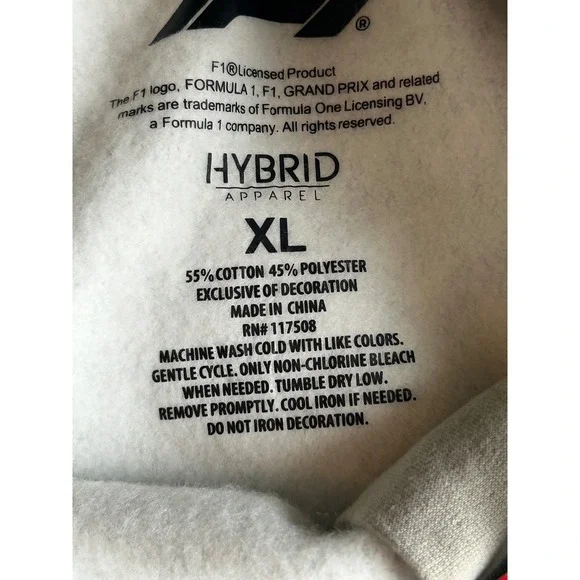 ®
F1®Licensed Product
The F1 logo, FORMULA 1, F1, GRAND PRIX and related
marks are trademarks of Formula One Licensing BV,
a Formula 1 company. All rights reserved.
HYBRID
APPAREL
XL
55% COTTON 45% POLYESTER
EXCLUSIVE OF DECORATION
MADE IN CHINA
RN# 117508
MACHINE WASH COLD WITH LIKE COLORS.
GENTLE CYCLE. ONLY NON-CHLORINE BLEACH
WHEN NEEDED. TUMBLE DRY LOW.
REMOVE PROMPTLY. COOL IRON IF NEEDED.
DO NOT IRON DECORATION.